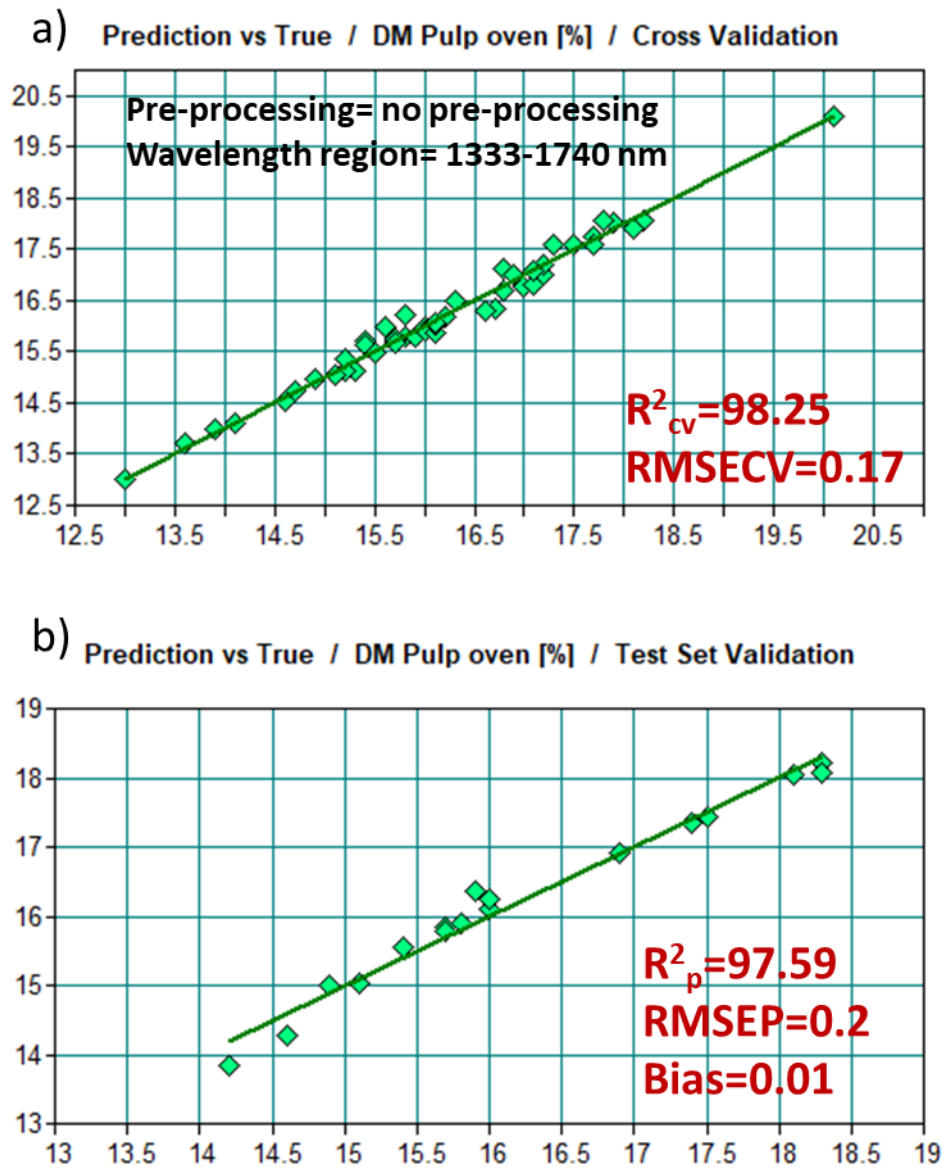 a) Prediction vs True / DM Pulp oven [%] / Cross Validation
20.5
Pre-processing= no pre-processing
19.5
Wavelength region= 1333-1740 nm
18.5
17.5
16.5
15.5
14.5
R²cv=98.25
13.5
RMSECV=0.17
12.5
12.5 13.5 14.5 15.5 16.5 17.5 18.5 19.5 20.5
b) Prediction vs True / DM Pulp oven [%] / Test Set Validation
19
18
17
16
R²p=97.59
15
RMSEP=0.2
14
Bias=0.01
13
13 13.5 14 14.5 15 15.5 16 16.5 17 17.5 18 18.5 19